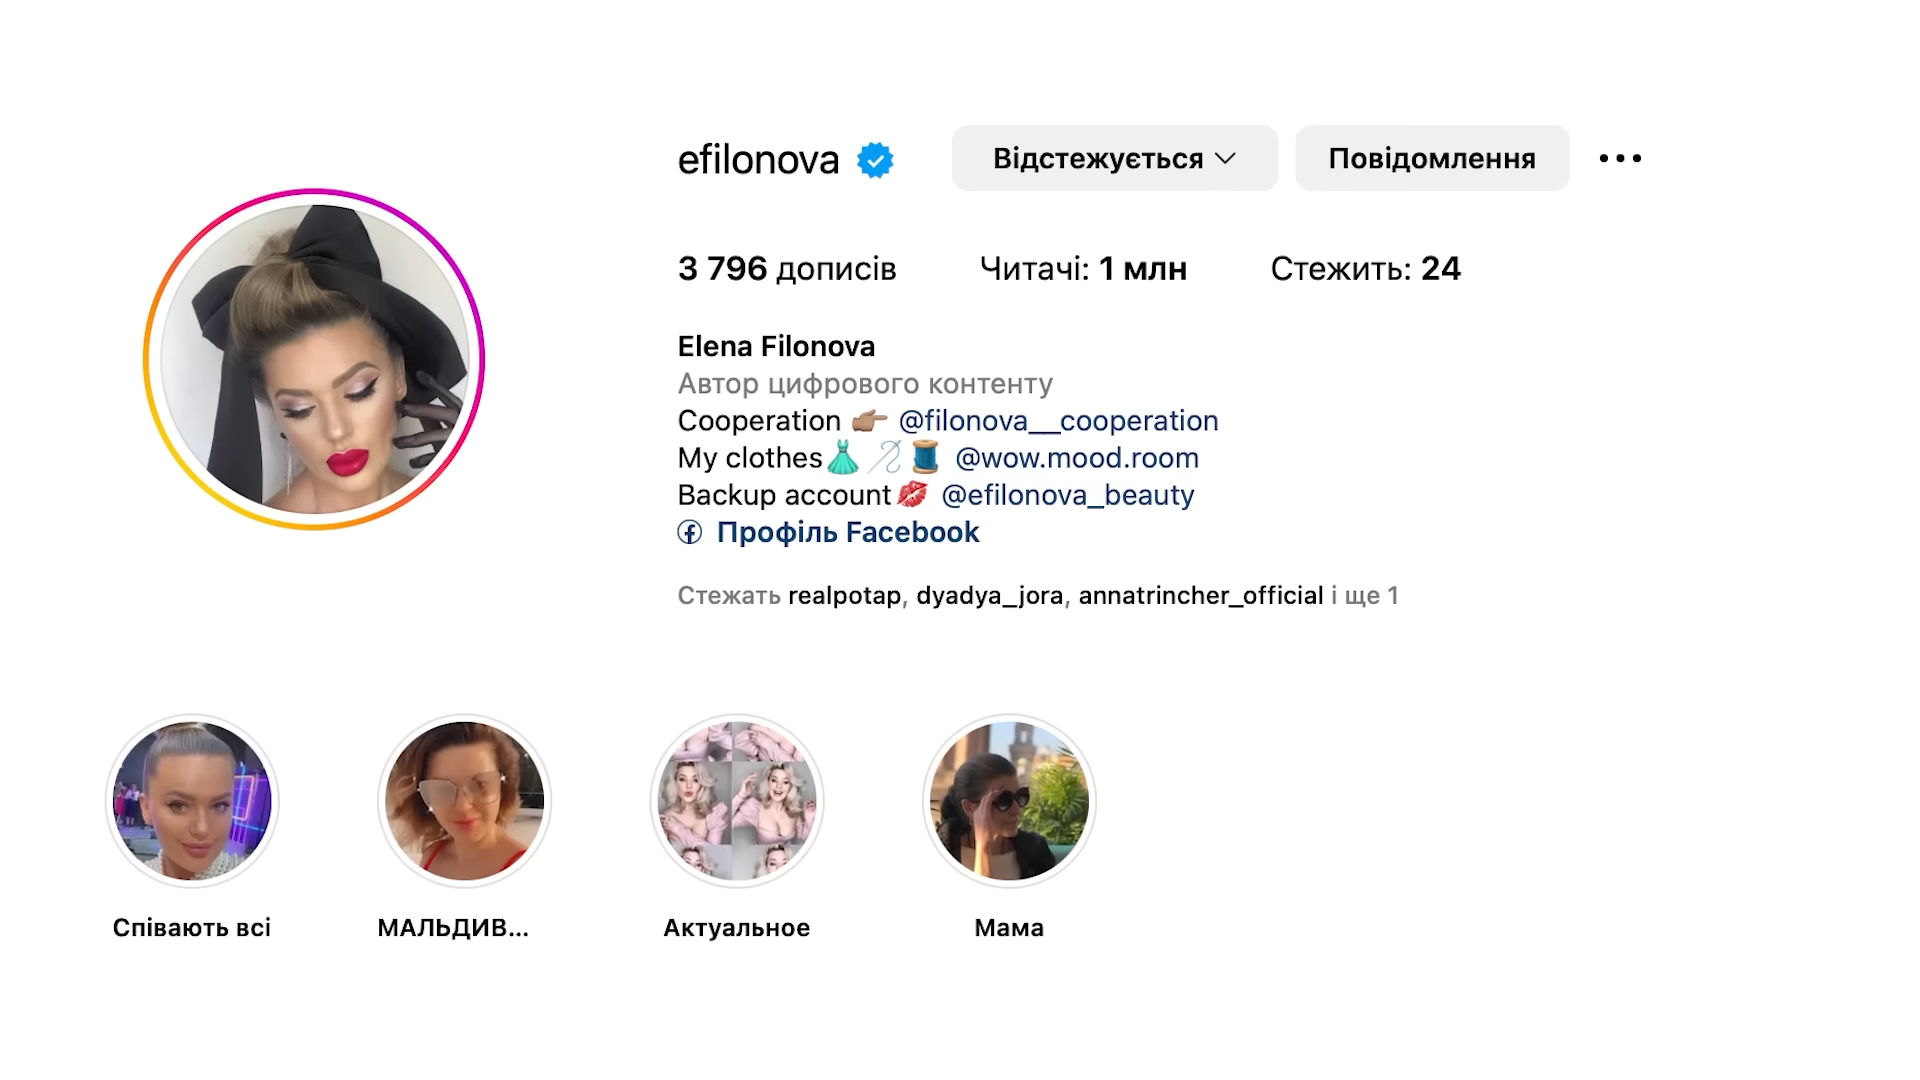 efilonova
Відстежується
Повідомлення
3 796 дописів
Читачі: 1 млн
Стежить: 24
Elena Filonova
Автор цифрового контенту
Cooperation 👉🏽 @filonova__cooperation
My clothes👗🪡🧵 @wow.mood.room
Backup account💋 @efilonova_beauty
Профіль Facebook
Стежать realpotap, dyadya_jora, annatrincher_official і ще 1
Співають всі
МАЛЬДИВ...
Актуальное
Мама